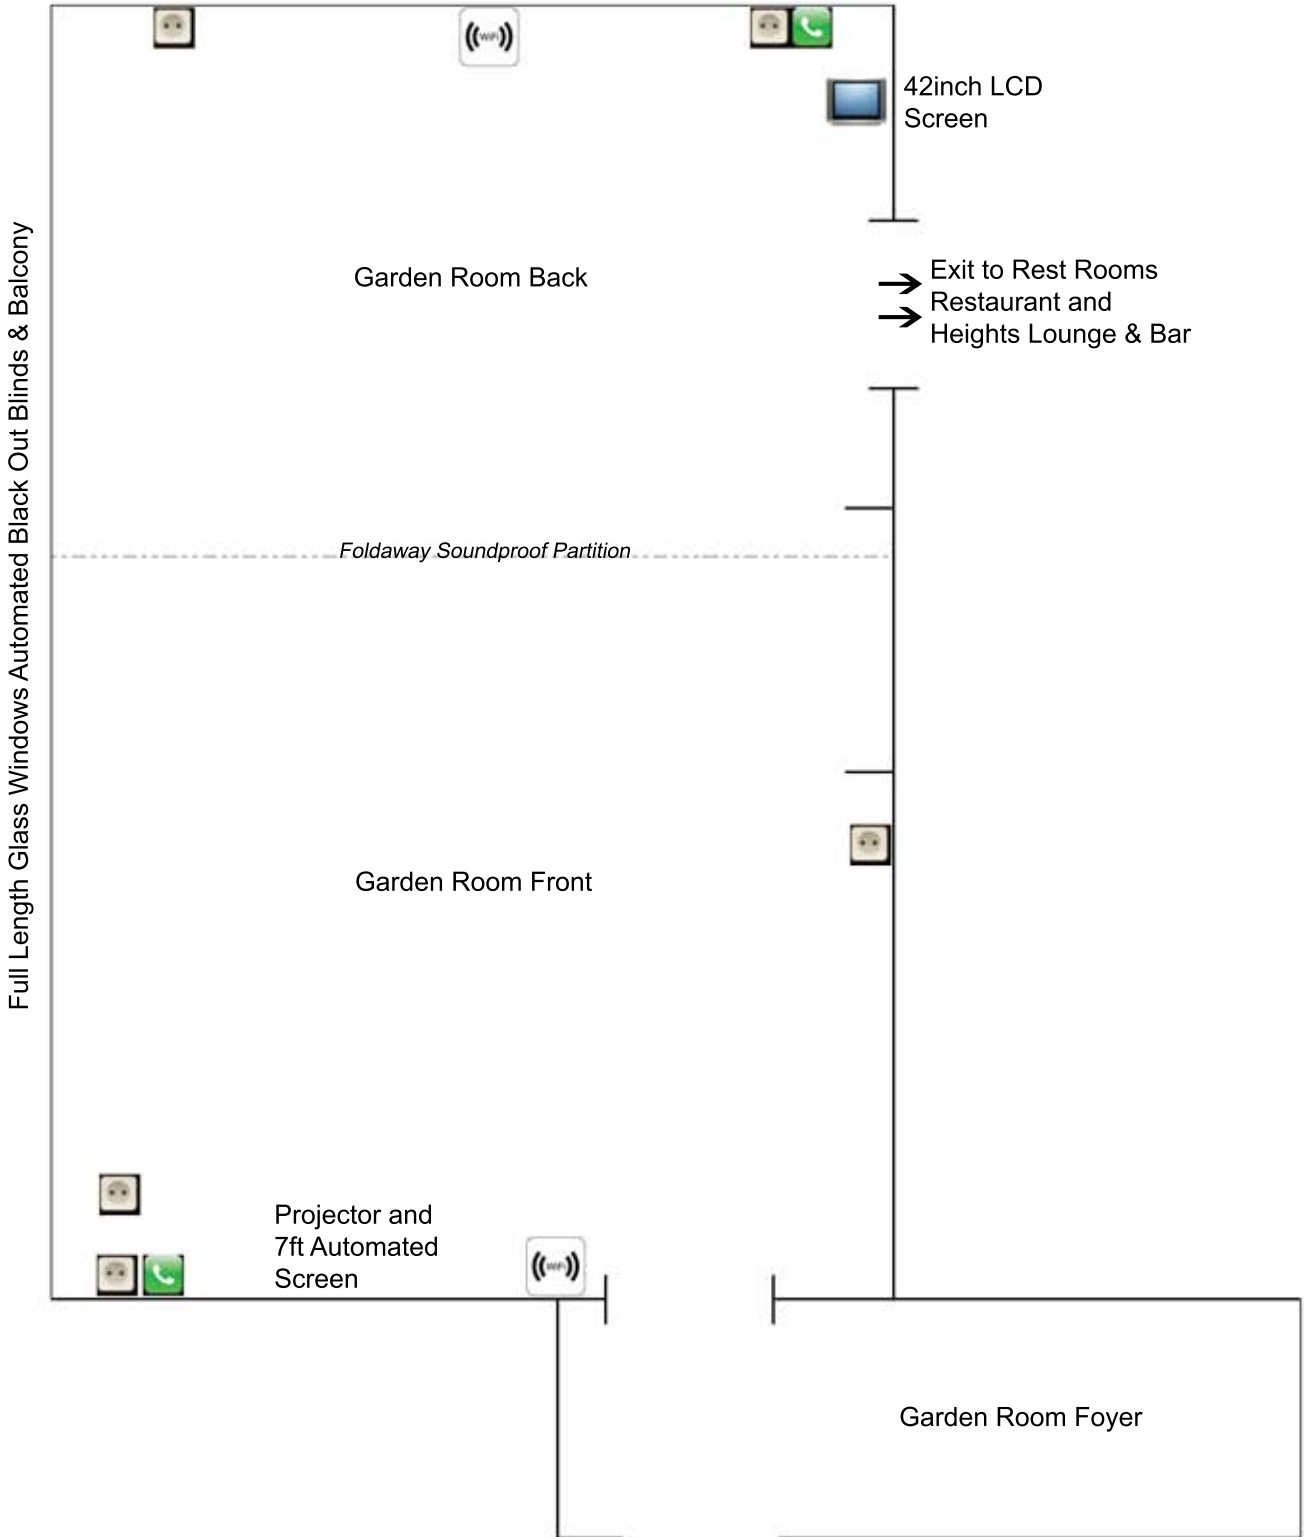 WiFi
42inch LCD
Screen
Full Length Glass Windows Automated Black Out Blinds & Balcony
Garden Room Back
Exit to Rest Rooms
Restaurant and
Heights Lounge & Bar
Foldaway Soundproof Partition
Garden Room Front
Projector and
7ft Automated
Screen
WiFi
Garden Room Foyer